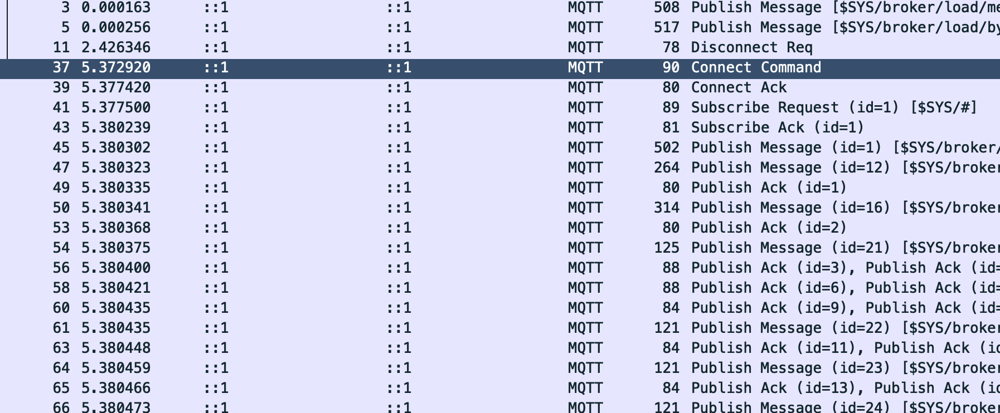 3 0.000163 ::1 ::1 MQTT 508 Publish Message [$SYS/broker/load/me
5 0.000256 ::1 ::1 MQTT 517 Publish Message [$SYS/broker/load/by
11 2.426346 ::1 ::1 MQTT 78 Disconnect Req
37 5.372920 ::1 ::1 MQTT 90 Connect Command
39 5.377420 ::1 ::1 MQTT 80 Connect Ack
41 5.377500 ::1 ::1 MQTT 89 Subscribe Request (id=1) [$SYS/#]
43 5.380239 ::1 ::1 MQTT 81 Subscribe Ack (id=1)
45 5.380302 ::1 ::1 MQTT 502 Publish Message (id=1) [$SYS/broker/
47 5.380323 ::1 ::1 MQTT 264 Publish Message (id=12) [$SYS/broker
49 5.380335 ::1 ::1 MQTT 80 Publish Ack (id=1)
50 5.380341 ::1 ::1 MQTT 314 Publish Message (id=16) [$SYS/broker
53 5.380368 ::1 ::1 MQTT 80 Publish Ack (id=2)
54 5.380375 ::1 ::1 MQTT 125 Publish Message (id=21) [$SYS/broker
56 5.380400 ::1 ::1 MQTT 88 Publish Ack (id=3), Publish Ack (id=
58 5.380421 ::1 ::1 MQTT 88 Publish Ack (id=6), Publish Ack (id=
60 5.380435 ::1 ::1 MQTT 84 Publish Ack (id=9), Publish Ack (id=
61 5.380435 ::1 ::1 MQTT 121 Publish Message (id=22) [$SYS/broker
63 5.380448 ::1 ::1 MQTT 84 Publish Ack (id=11), Publish Ack (id
64 5.380459 ::1 ::1 MQTT 121 Publish Message (id=23) [$SYS/broker
65 5.380466 ::1 ::1 MQTT 84 Publish Ack (id=13), Publish Ack (id
66 5.380473 ::1 ::1 MQTT 121 Publish Message (id=24) [$SYS/broker